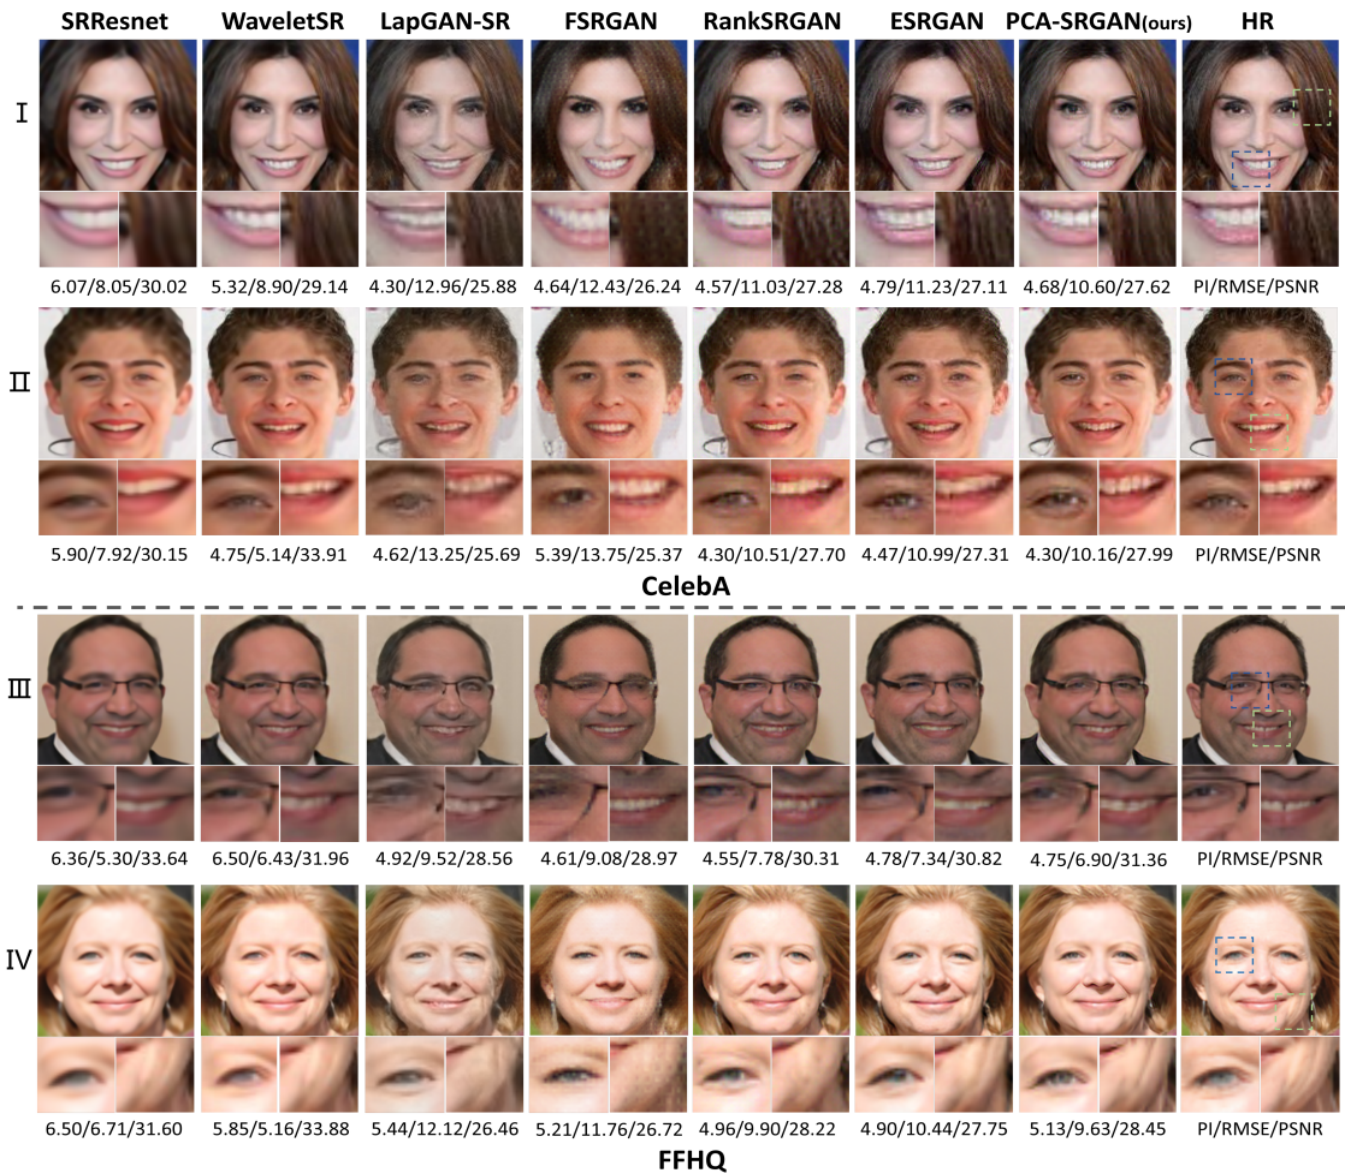 SRResnet WaveletSR LapGAN-SR FSRGAN RankSRGAN ESRGAN PCA-SRGAN(ours) HR
I
6.07/8.05/30.02 5.32/8.90/29.14 4.30/12.96/25.88 4.64/12.43/26.24 4.57/11.03/27.28 4.79/11.23/27.11 4.68/10.60/27.62 PI/RMSE/PSNR
II
5.90/7.92/30.15 4.75/5.14/33.91 4.62/13.25/25.69 5.39/13.75/25.37 4.30/10.51/27.70 4.47/10.99/27.31 4.30/10.16/27.99 PI/RMSE/PSNR
CelebA
III
6.36/5.30/33.64 6.50/6.43/31.96 4.92/9.52/28.56 4.61/9.08/28.97 4.55/7.78/30.31 4.78/7.34/30.82 4.75/6.90/31.36 PI/RMSE/PSNR
IV
6.50/6.71/31.60 5.85/5.16/33.88 5.44/12.12/26.46 5.21/11.76/26.72 4.96/9.90/28.22 4.90/10.44/27.75 5.13/9.63/28.45 PI/RMSE/PSNR
FFHQ